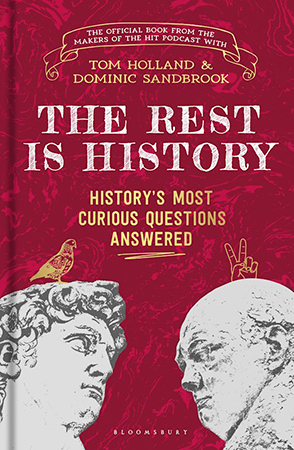 THE OFFICIAL BOOK FROM THE
MAKERS OF THE HIT PODCAST WITH
TOM HOLLAND &
DOMINIC SANDBROOK
THE REST
IS HISTORY
HISTORY'S MOST
CURIOUS QUESTIONS
ANSWERED
BLOOMSBURY